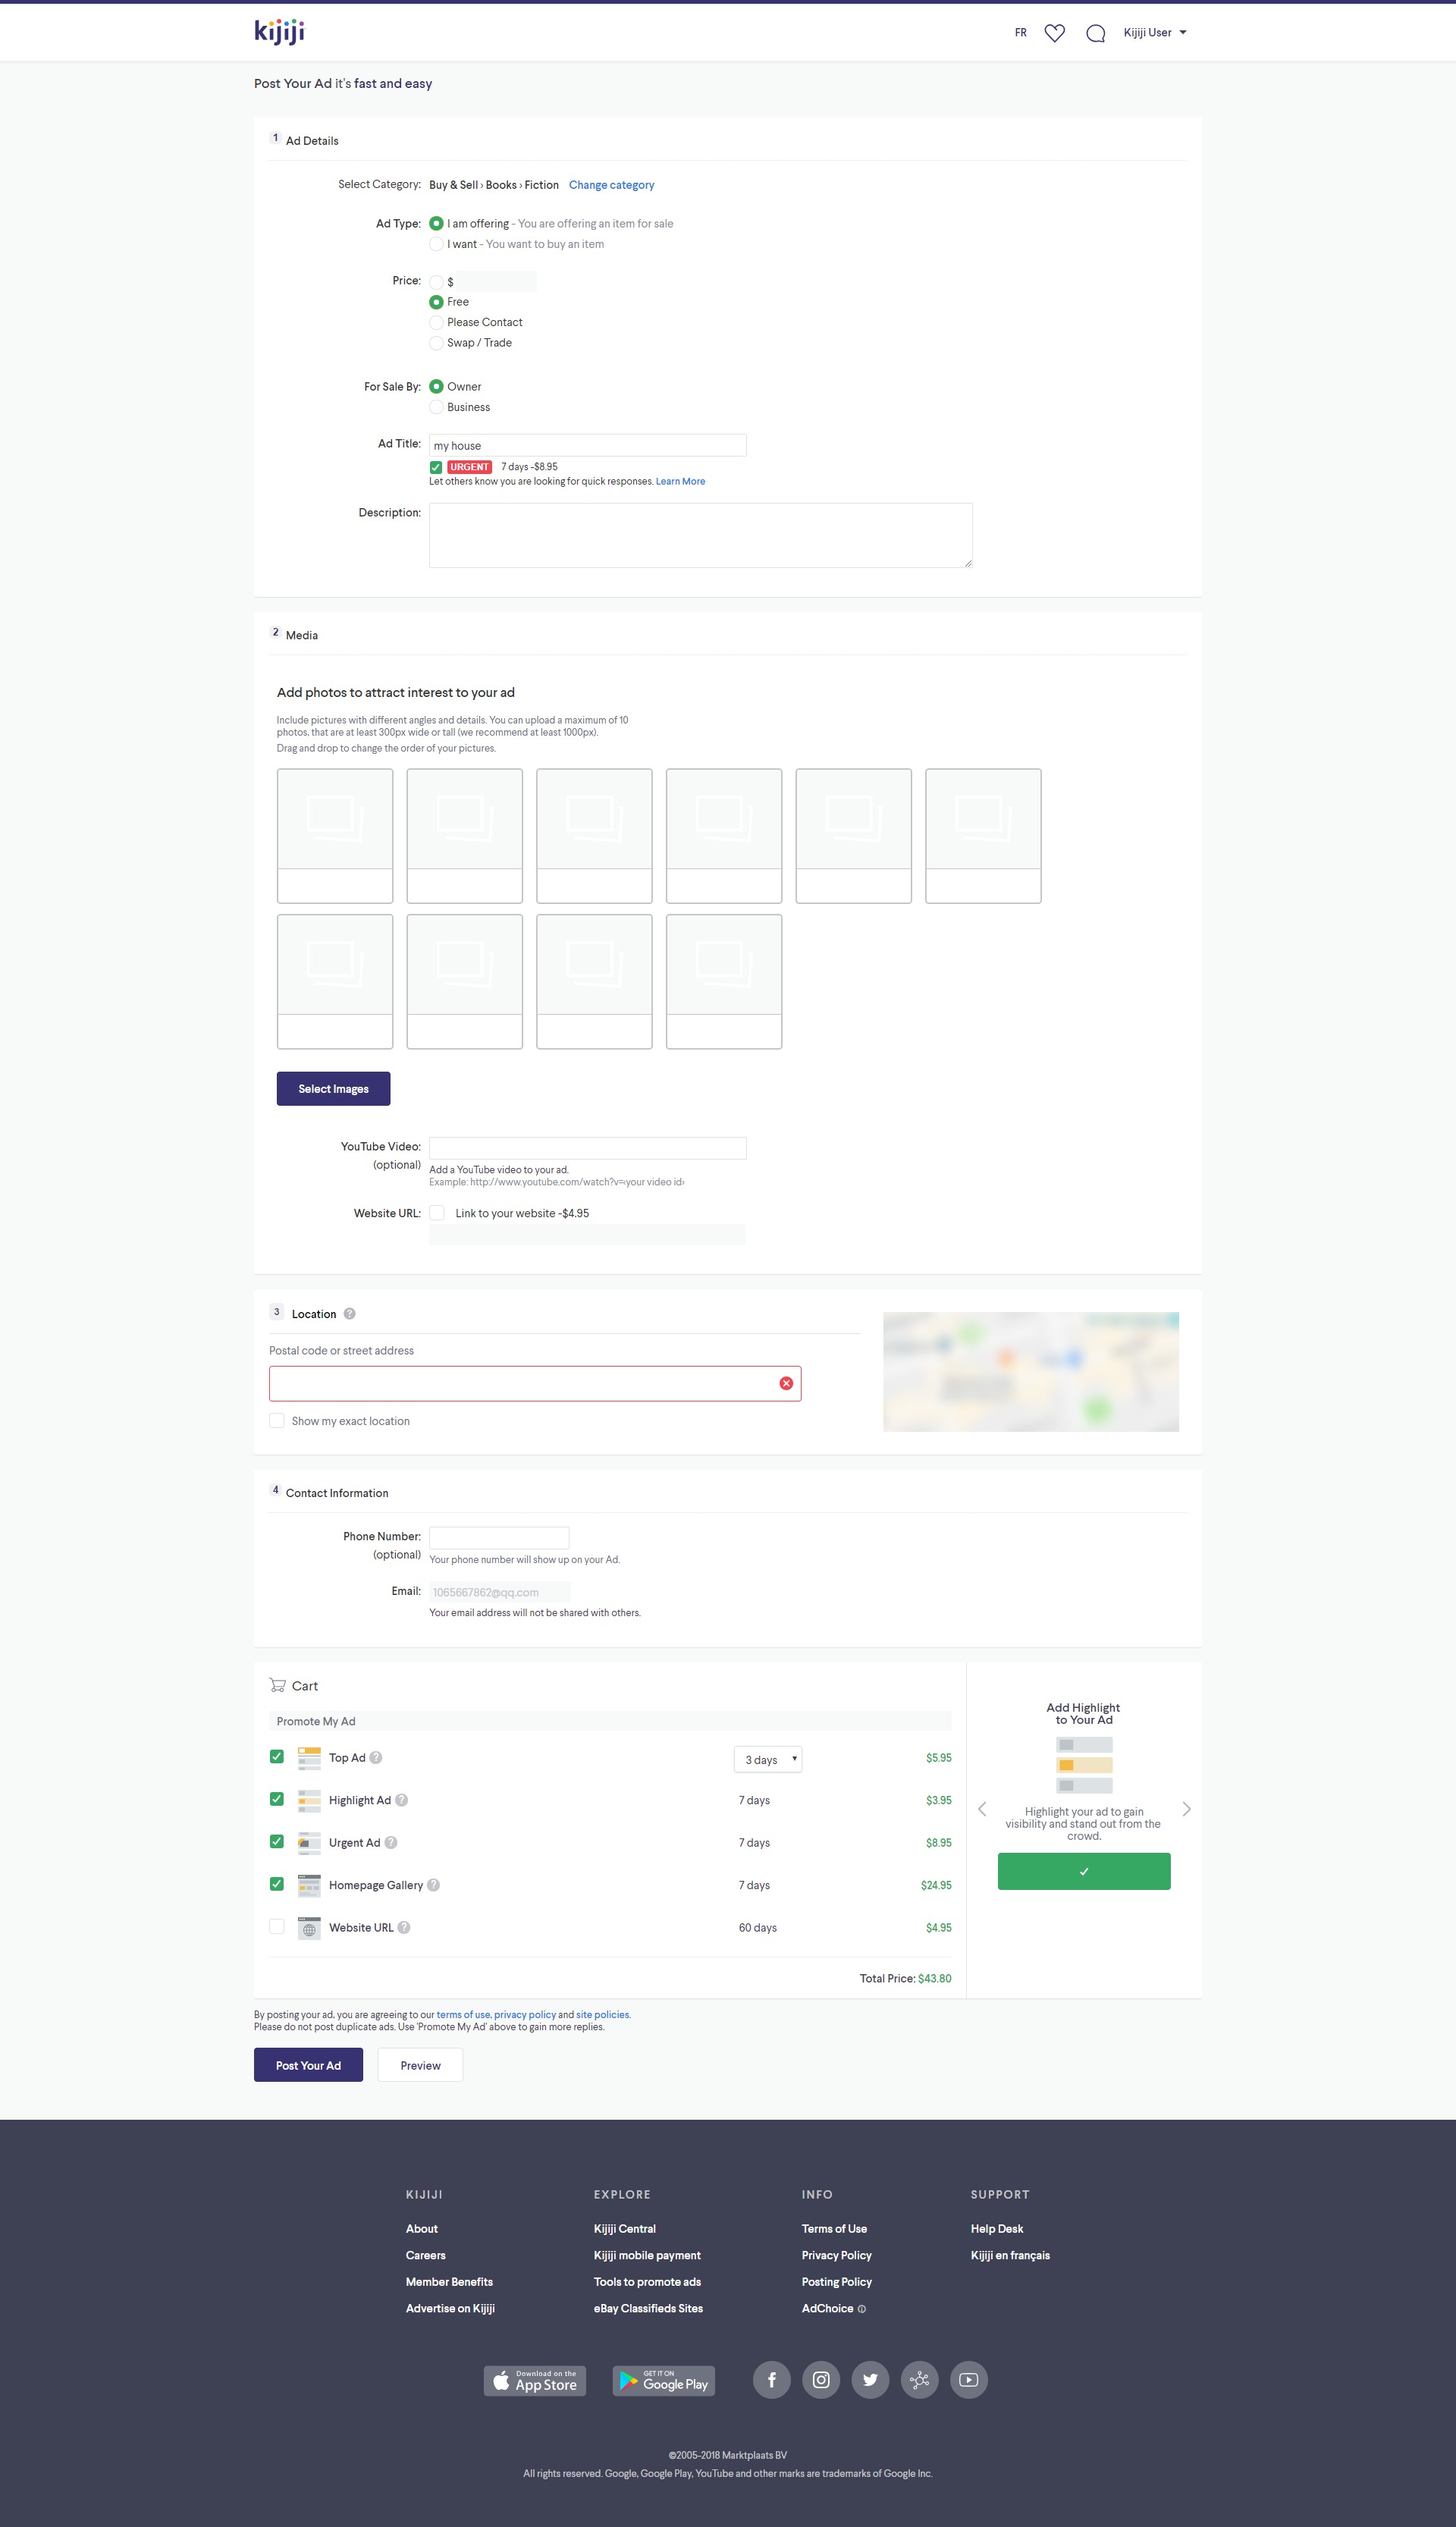 kijiji
FR
Kijiji User
Post Your Ad it's fast and easy
1 Ad Details
Select Category: Buy & Sell › Books › Fiction Change category
Ad Type: I am offering - You are offering an item for sale
I want - You want to buy an item
Price: $
Free
Please Contact
Swap / Trade
For Sale By: Owner
Business
Ad Title: my house
URGENT 7 days -$8.95
Let others know you are looking for quick responses. Learn More
Description:
2 Media
Add photos to attract interest to your ad
Include pictures with different angles and details. You can upload a maximum of 10
photos, that are at least 300px wide or tall (we recommend at least 1000px).
Drag and drop to change the order of your pictures.
Select Images
YouTube Video:
(optional)
Add a YouTube video to your ad.
Example: http://www.youtube.com/watch?v=‹your video id›
Website URL: Link to your website -$4.95
3 Location ?
Postal code or street address
Show my exact location
4 Contact Information
Phone Number:
(optional)
Your phone number will show up on your Ad.
Email: 1065667862@qq.com
Your email address will not be shared with others.
Cart
Promote My Ad
Top Ad ? 3 days $5.95
Highlight Ad ? 7 days $3.95
Urgent Ad ? 7 days $8.95
Homepage Gallery ? 7 days $24.95
Website URL ? 60 days $4.95
Total Price: $43.80
Add Highlight
to Your Ad
Highlight your ad to gain
visibility and stand out from the
crowd.
By posting your ad, you are agreeing to our terms of use, privacy policy and site policies.
Please do not post duplicate ads. Use 'Promote My Ad' above to gain more replies.
Post Your Ad
Preview
KIJIJI
About
Careers
Member Benefits
Advertise on Kijiji
EXPLORE
Kijiji Central
Kijiji mobile payment
Tools to promote ads
eBay Classifieds Sites
INFO
Terms of Use
Privacy Policy
Posting Policy
AdChoice
SUPPORT
Help Desk
Kijiji en français
Download on the
App Store
GET IT ON
Google Play
©2005-2018 Marktplaats BV
All rights reserved. Google, Google Play, YouTube and other marks are trademarks of Google Inc.